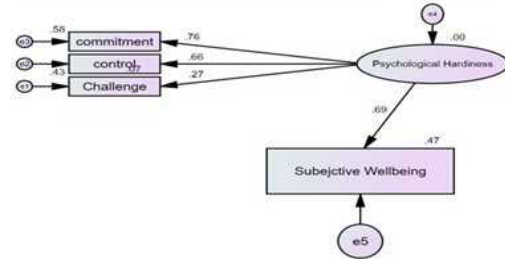 e4
.58
.00
e3
commitment
.76
e2
control
.07
.66
Psychological Hardiness
.43
.27
e1
Challenge
.69
.47
Subejctive Wellbeing
e5